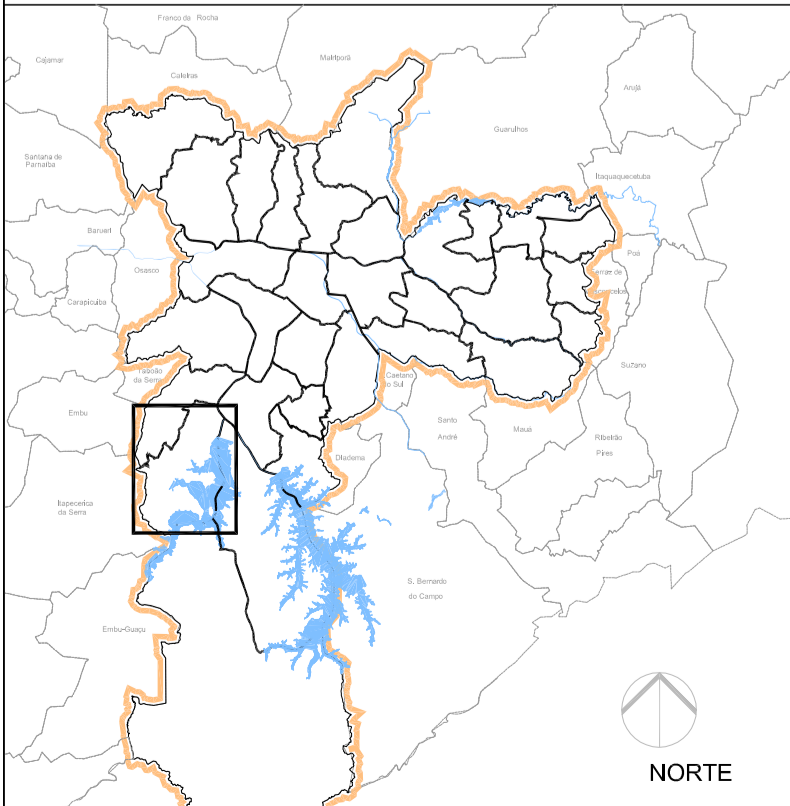 Franco da Rocha
Cajamar
Mairiporã
Caieiras
Arujá
Guarulhos
Santana de
Parnaíba
Itaquaquecetuba
Barueri
Osasco
Poá
Ferraz de
Vasconcelos
Carapicuíba
Suzano
Taboão
da Serra
Caetano
do Sul
Embu
Santo
André
Mauá
Ribeirão
Pires
Diadema
Itapecerica
da Serra
S. Bernardo
do Campo
Embu-Guaçu
NORTE